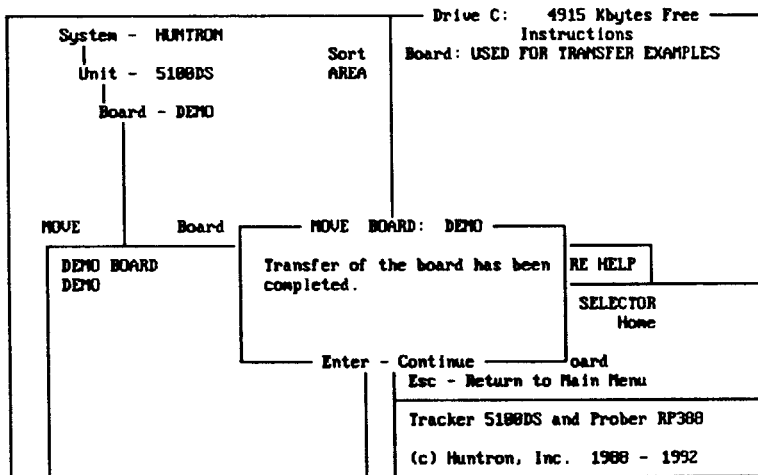 Drive C: 4915 Kbytes Free
System - HUNTRON
Instructions
Sort
Board: USED FOR TRANSFER EXAMPLES
Unit - 5100DS
AREA
Board - DEMO
MOVE Board
MOVE BOARD: DEMO
DEMO BOARD
DEMO
Transfer of the board has been
completed.
RE HELP
SELECTOR
Home
Enter - Continue
oard
Esc - Return to Main Menu
Tracker 5100DS and Prober RP388
(c) Huntron, Inc. 1988 - 1992